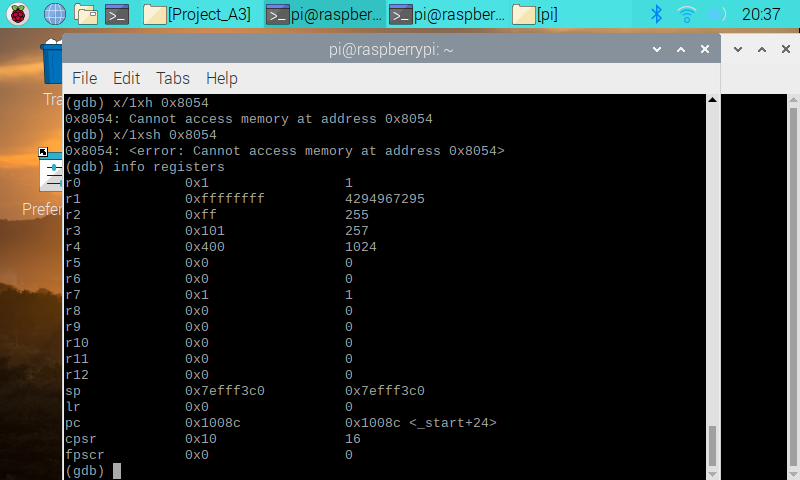 [Project_A3] pi@raspberr... pi@raspber... [pi] 20:37
Tra
Prefer
pi@raspberrypi: ~
File Edit Tabs Help
(gdb) x/1xh 0x8054
0x8054: Cannot access memory at address 0x8054
(gdb) x/1xsh 0x8054
0x8054: <error: Cannot access memory at address 0x8054>
(gdb) info registers
r0 0x1 1
r1 0xffffffff 4294967295
r2 0xff 255
r3 0x101 257
r4 0x400 1024
r5 0x0 0
r6 0x0 0
r7 0x1 1
r8 0x0 0
r9 0x0 0
r10 0x0 0
r11 0x0 0
r12 0x0 0
sp 0x7efff3c0 0x7efff3c0
lr 0x0 0
pc 0x1008c 0x1008c <_start+24>
cpsr 0x10 16
fpscr 0x0 0
(gdb)